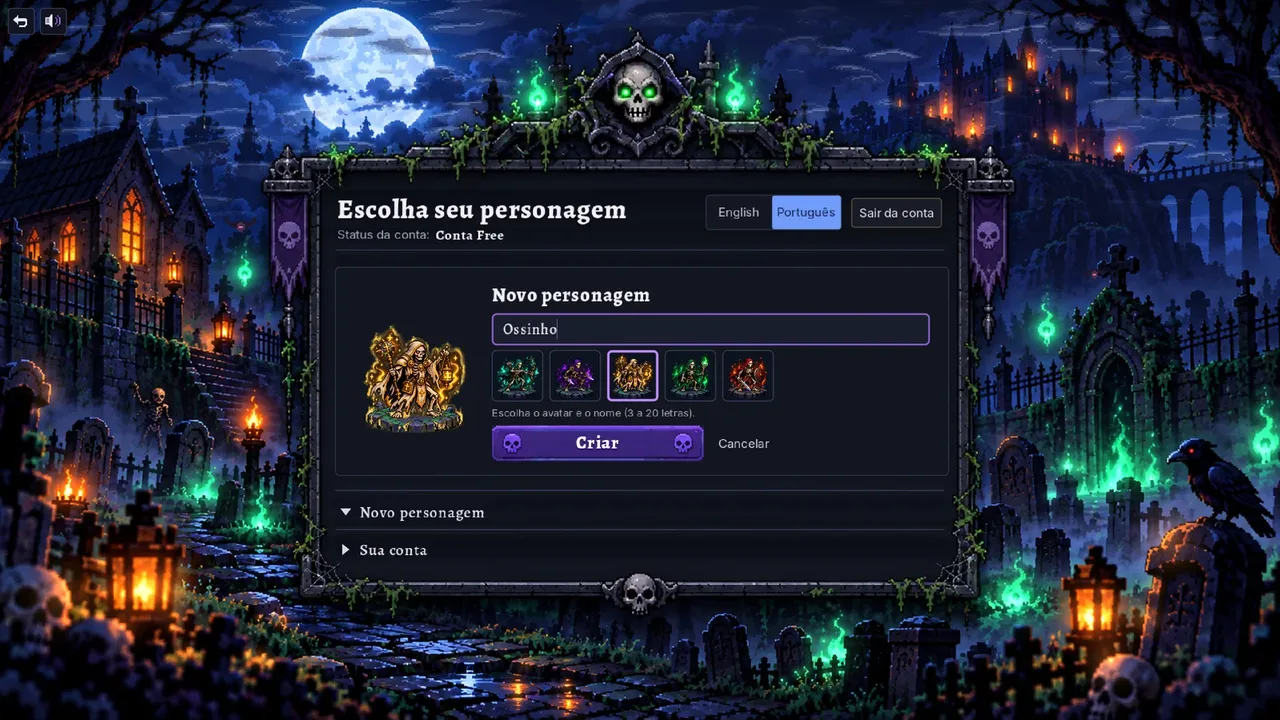 Escolha seu personagem
Status da conta: Conta Free
English
Português
Sair da conta
Novo personagem
Ossinho
Escolha o avatar e o nome (3 a 20 letras).
Criar
Cancelar
Novo personagem
Sua conta